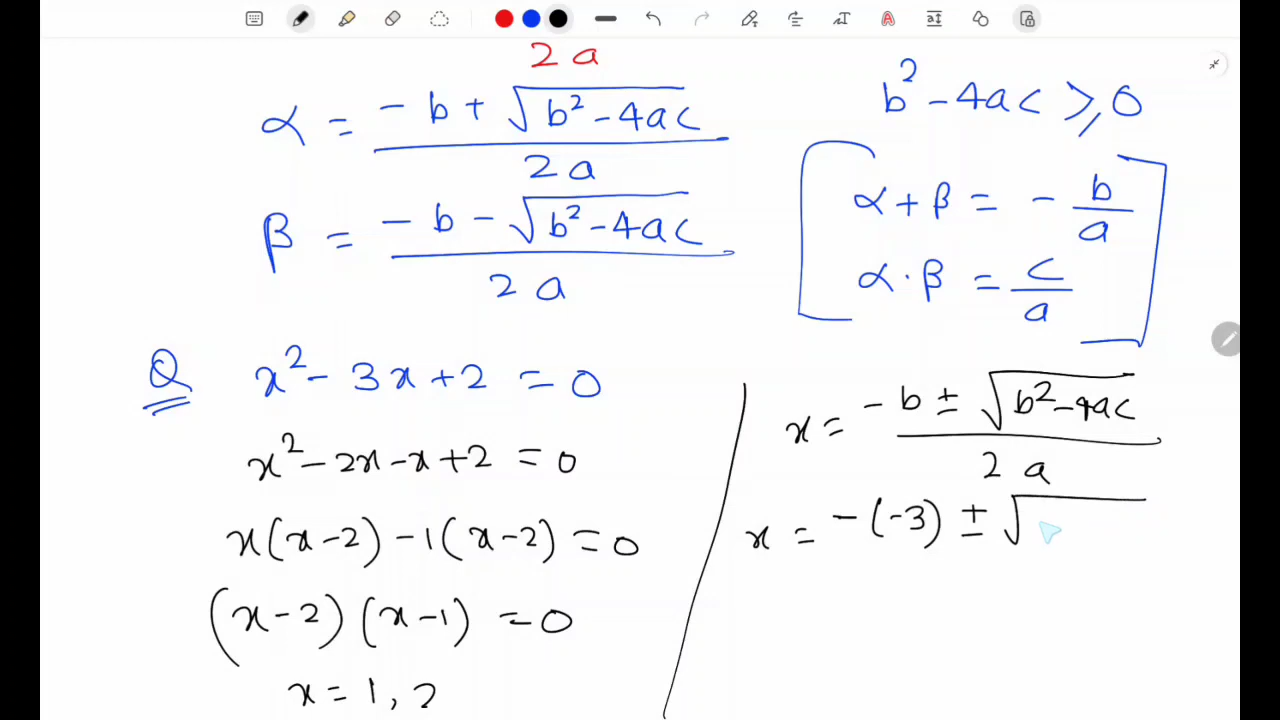 2a
α = (-b + √(b² - 4ac)) / 2a
β = (-b - √(b² - 4ac)) / 2a
b² - 4ac ≥ 0
α + β = - b/a
α · β = c/a
Q x² - 3x + 2 = 0
x² - 2x - x + 2 = 0
x(x - 2) - 1(x - 2) = 0
(x - 2)(x - 1) = 0
x = 1, 2
x = (-b ± √(b² - 4ac)) / 2a
x = -(-3) ± √